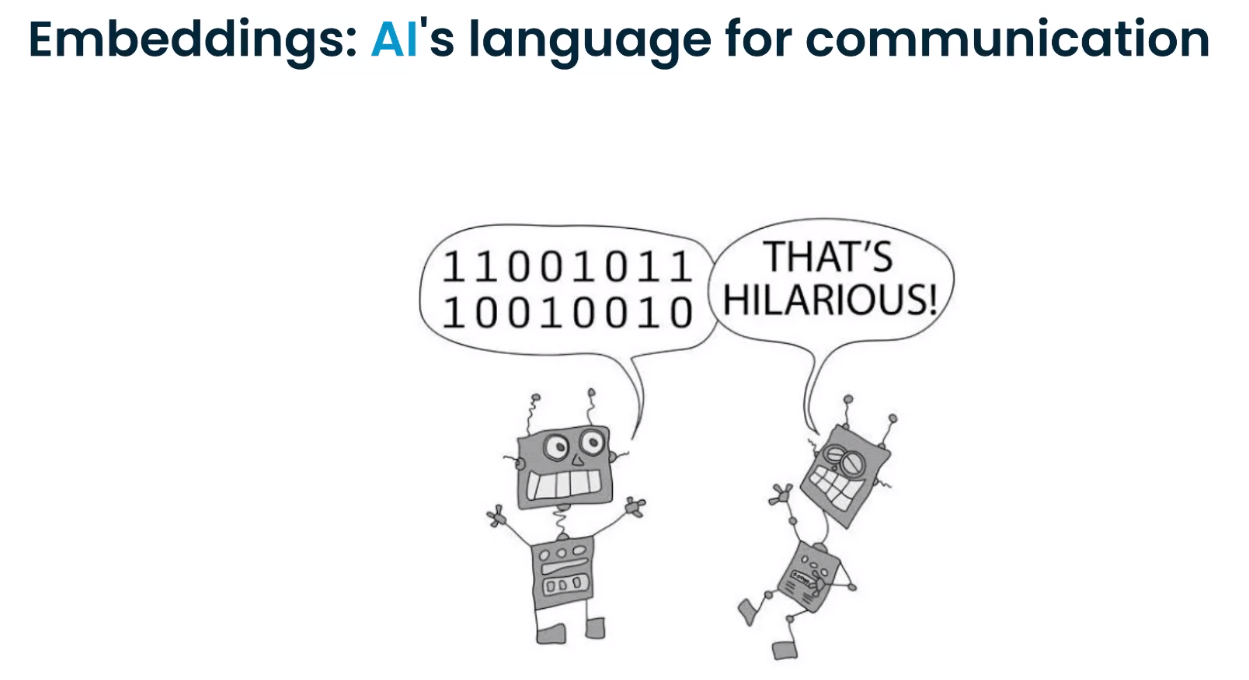 Embeddings: AI's language for communication
11001011
10010010
THAT'S
HILARIOUS!